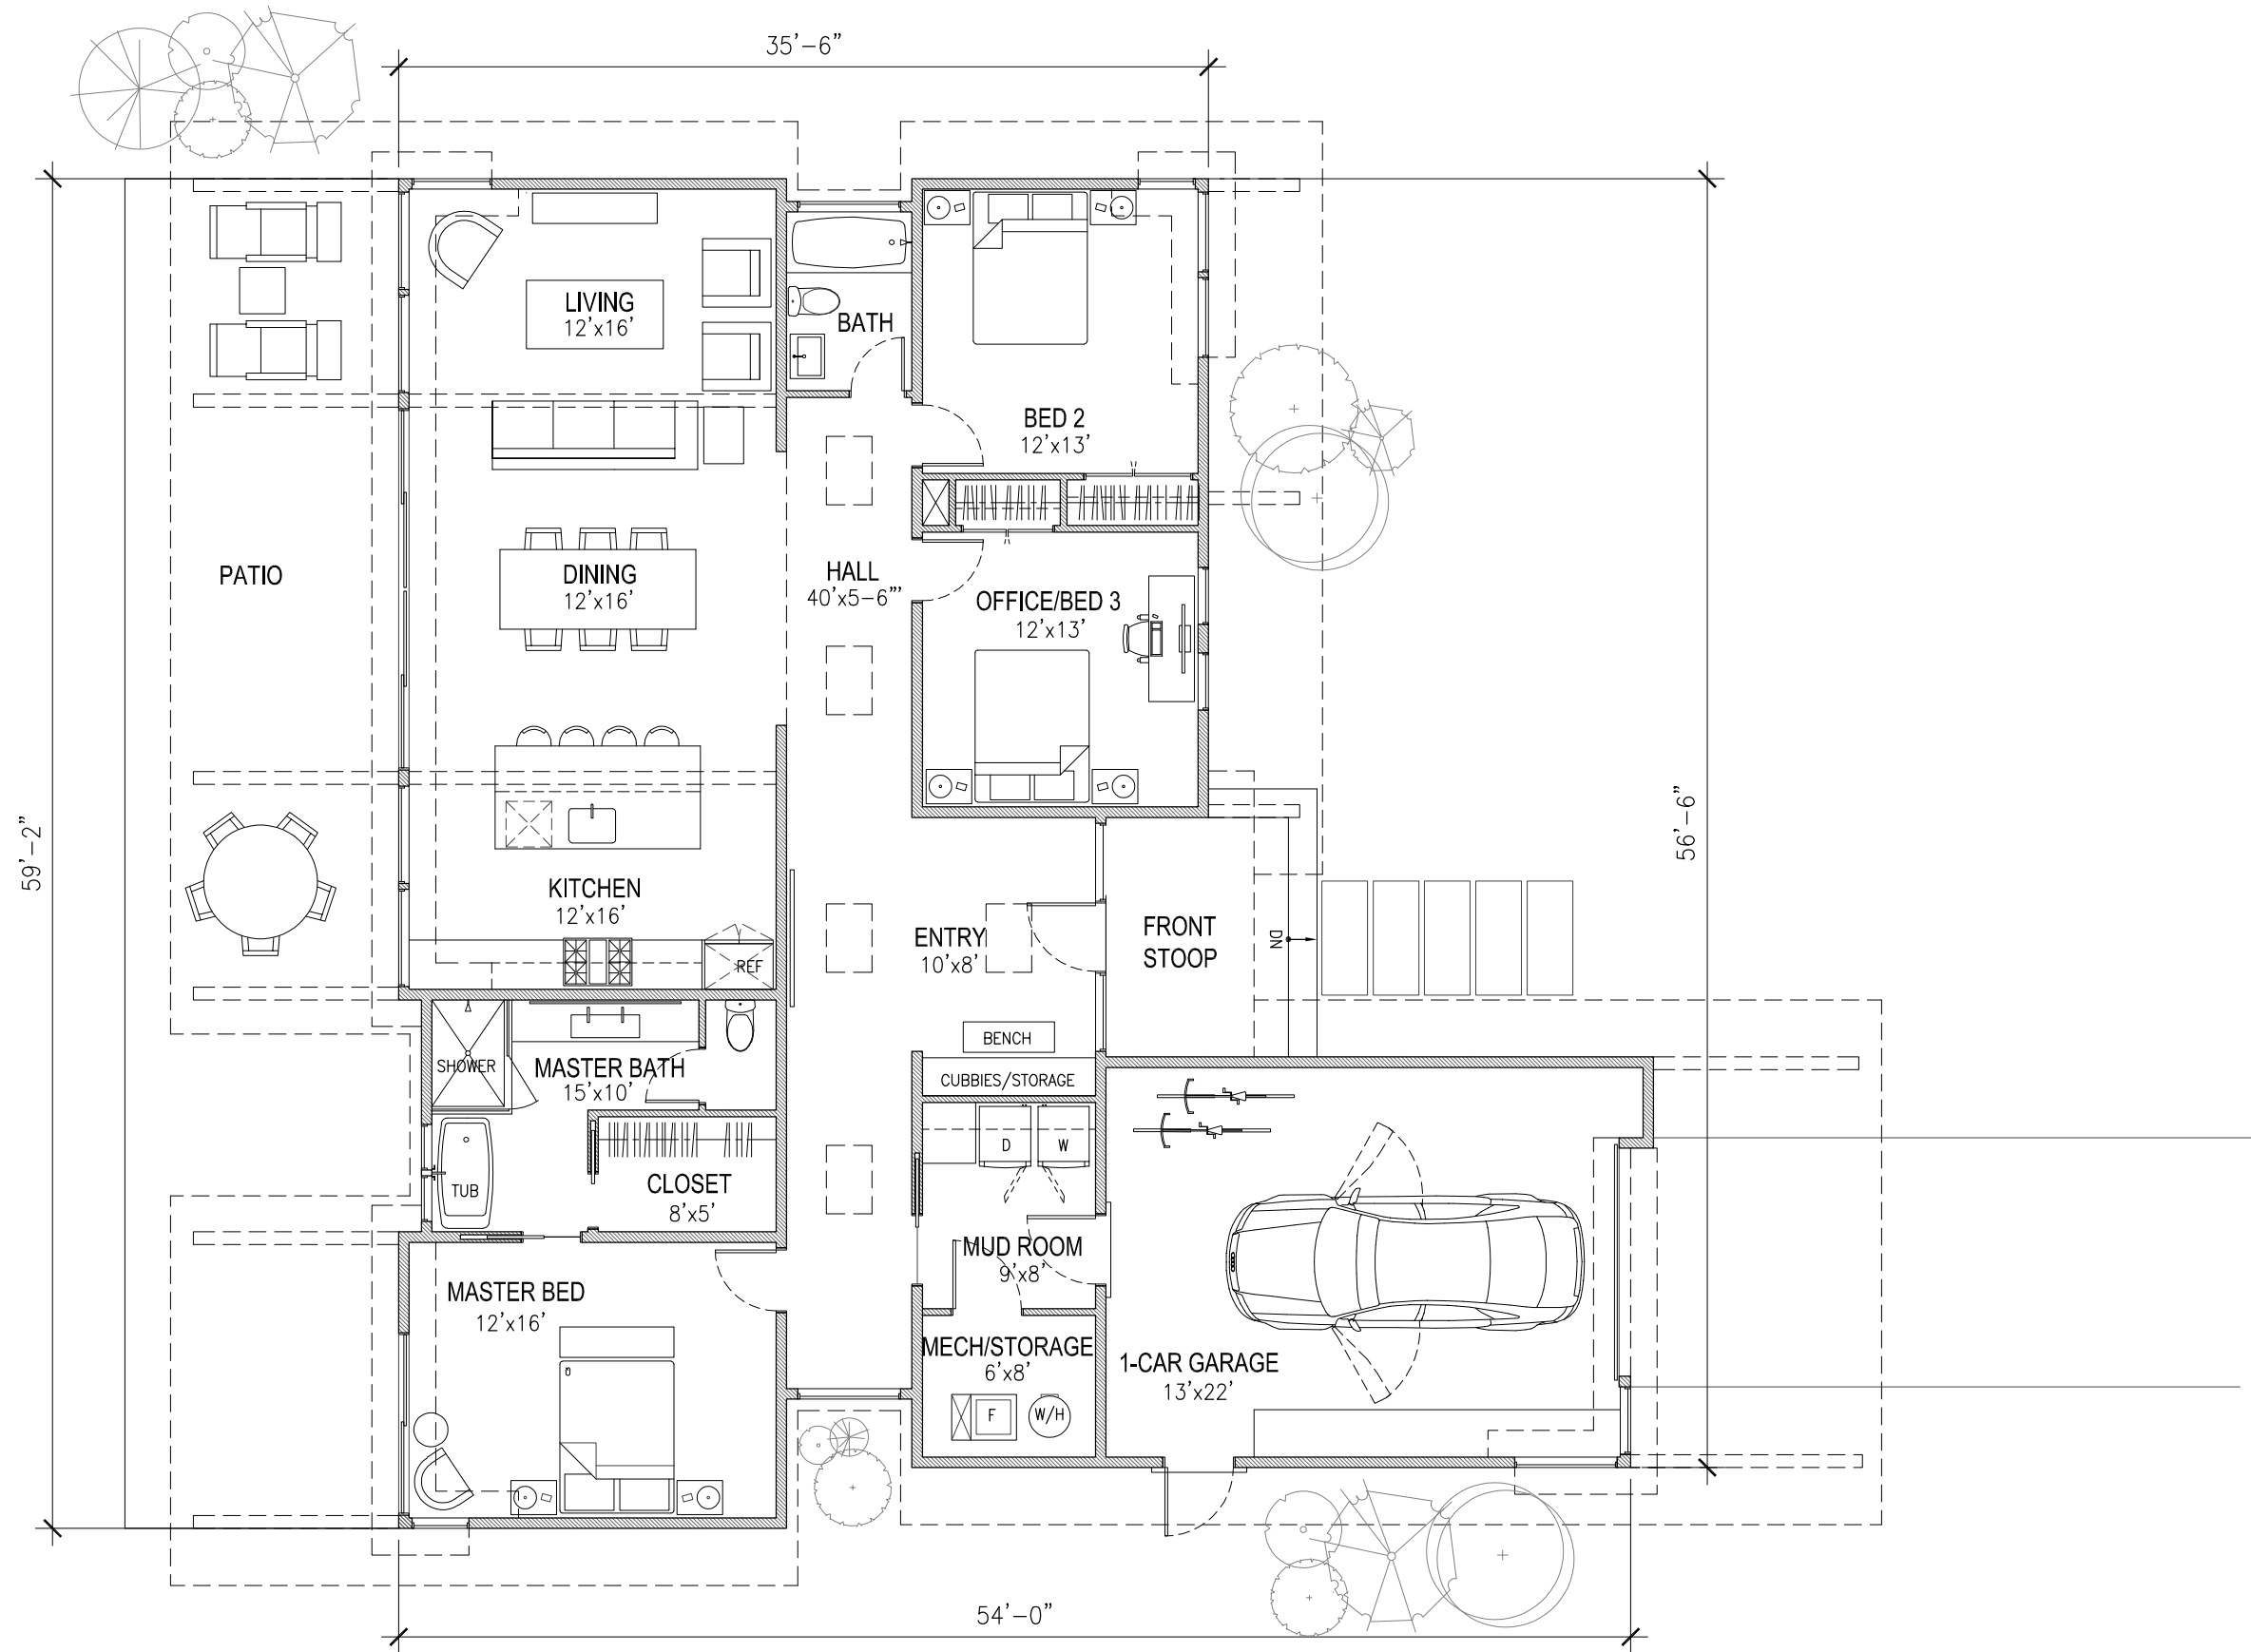 35'-6"
LIVING
12'x16'
BATH
BED 2
12'x13'
PATIO
DINING
12'x16'
HALL
40'x5-6"'
OFFICE/BED 3
12'x13'
59'-2"
56'-6"
KITCHEN
12'x16'
REF
ENTRY
10'x8'
FRONT
STOOP
DN
BENCH
CUBBIES/STORAGE
SHOWER
MASTER BATH
15'x10'
D
W
TUB
CLOSET
8'x5'
MUD ROOM
9'x8'
MASTER BED
12'x16'
MECH/STORAGE
6'x8'
F
W/H
1-CAR GARAGE
13'x22'
54'-0"